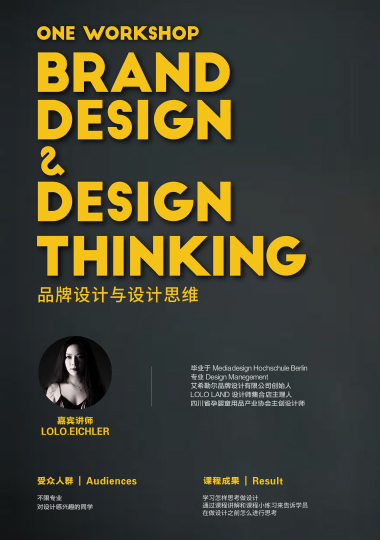 ONE WORKSHOP
BRAND
DESIGN
&
DESIGN
THINKING
品牌设计与设计思维
毕业于 Mediadesign Hochschule Berlin
专业 Design Manegement
艾希勒尔品牌设计有限公司创始人
LOLO LAND 设计师集合店主理人
四川省孕婴童用品产业协会主创设计师
嘉宾讲师
LOLO.EICHLER
受众人群 | Audiences
不限专业
对设计感兴趣的同学
课程成果 | Result
学习怎样思考做设计
通过课程讲解和课程小练习来告诉学员
在做设计之前怎么进行思考